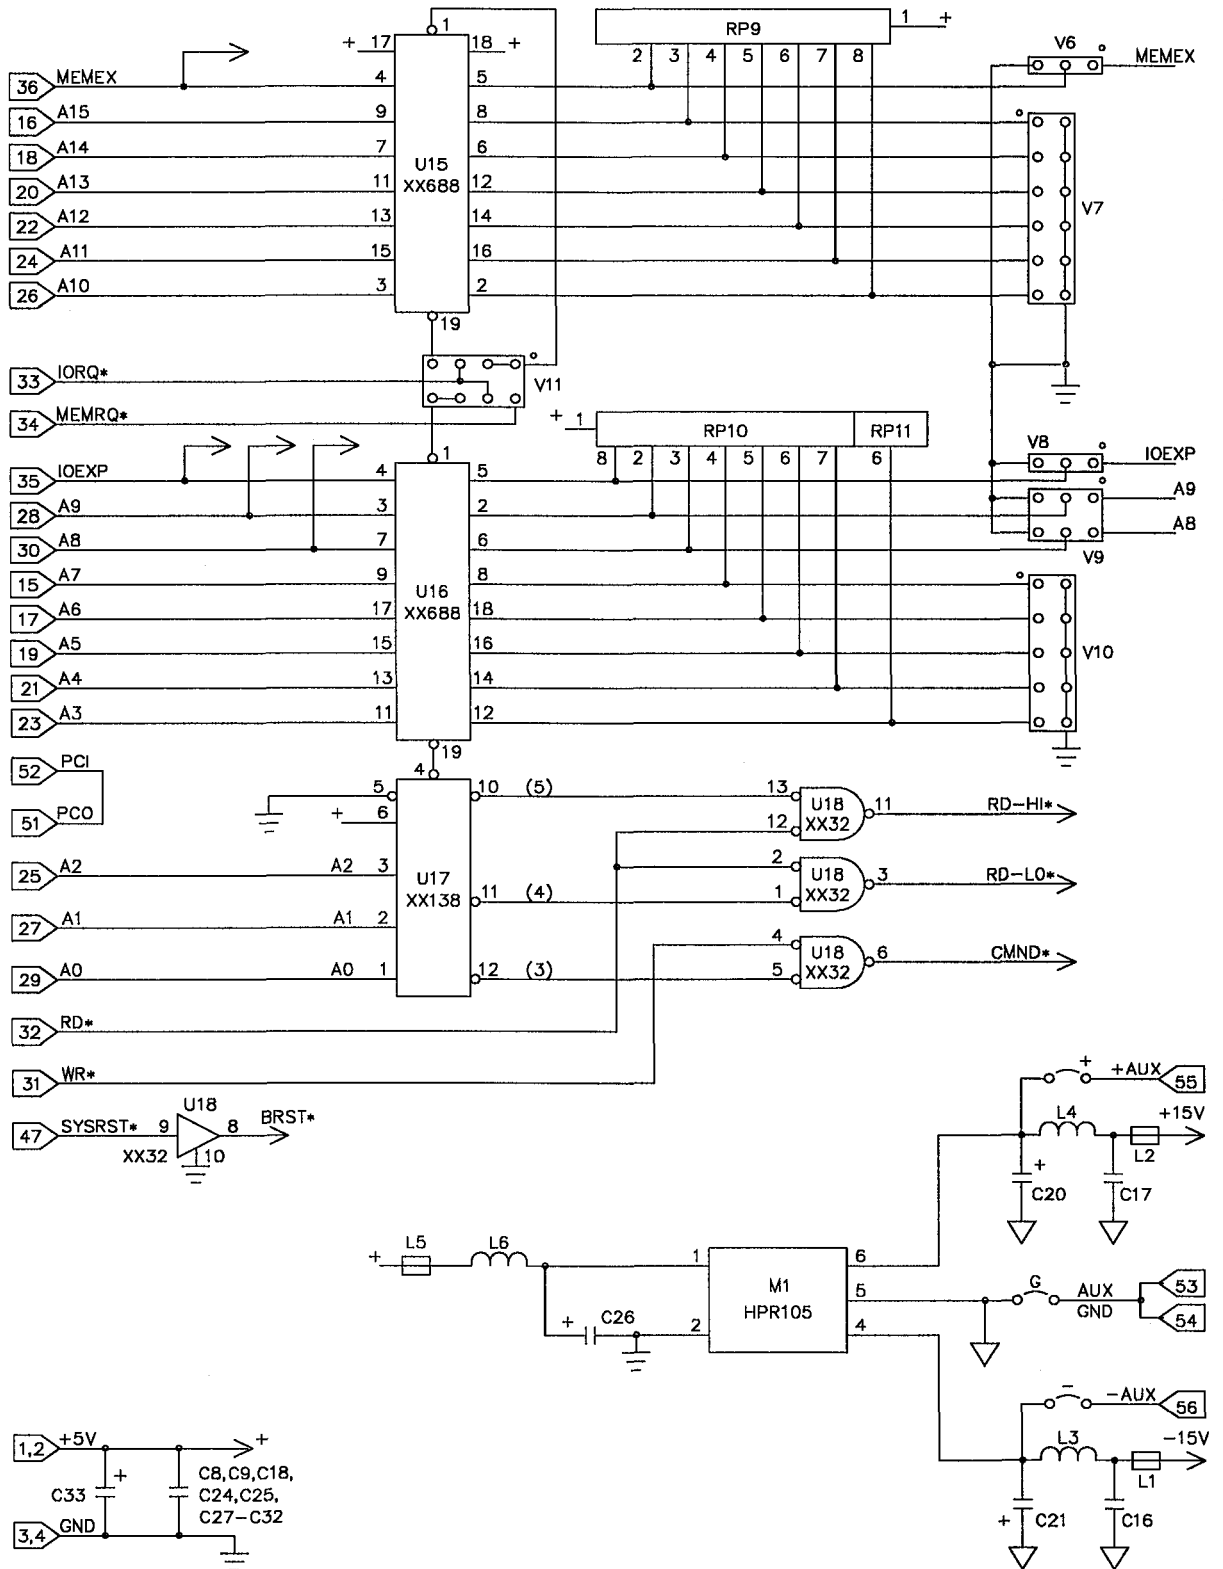 1
RP9
1 +
+ 17
18 +
2 3 4 5 6 7 8
V6
MEMEX
36 MEMEX 4
5
16 A15 9
8
18 A14 7
6
U15
XX688
20 A13 11
12
22 A12 13
14
V7
24 A11 15
16
26 A10 3
2
19
33 IORQ*
V11
34 MEMRQ*
+ 1
RP10
RP11
1
8 2 3 4 5 6 7 6
V8
IOEXP
35 IOEXP 4
5
28 A9 3
2
A9
30 A8 7
6
A8
V9
15 A7 9
8
U16
XX688
17 A6 17
18
19 A5 15
16
V10
21 A4 13
14
23 A3 11
12
19
52 PCI
4
51 PCO
5
+ 6
10 (5) 13
12
U18
XX32
11 RD-HI*
25 A2 A2 3
U17
XX138
11 (4)
2
1
U18
XX32
3 RD-LO*
27 A1 A1 2
29 A0 A0 1
12 (3)
4
5
U18
XX32
6 CMND*
32 RD*
31 WR*
+
+AUX 55
47 SYSRST* 9
U18
8 BRST*
XX32 10
L4
L2
+15V
+
C20
C17
+ L5
L6
1
2
M1
HPR105
6
5
4
+ C26
G
AUX
GND
53
54
−
−AUX 56
L3
L1
−15V
+ C21
C16
1,2 +5V
+
+
C33
C8,C9,C18,
C24,C25,
C27−C32
3,4 GND